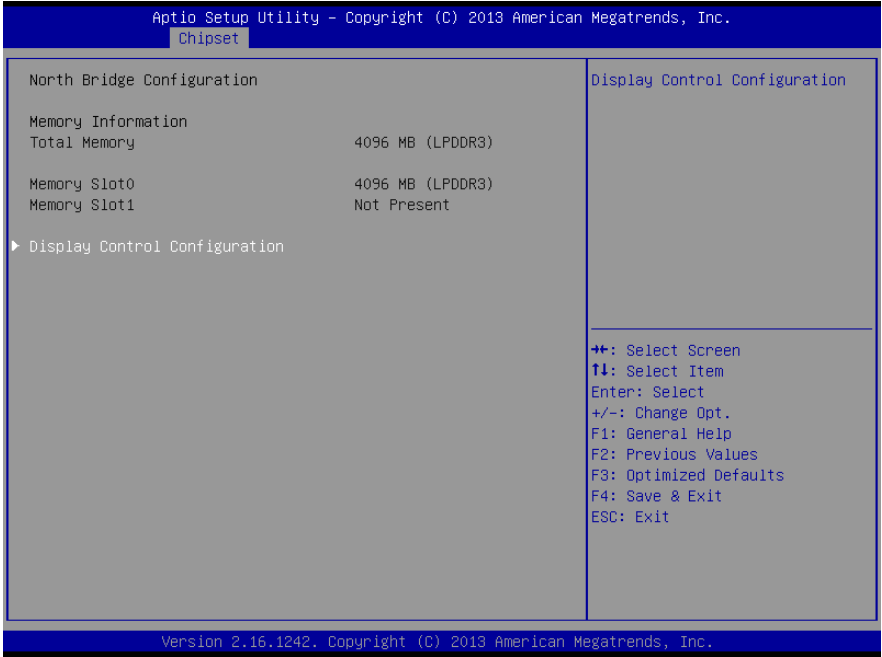 Aptio Setup Utility – Copyright (C) 2013 American Megatrends, Inc.
Chipset
North Bridge Configuration
Memory Information
Total Memory 4096 MB (LPDDR3)
Memory Slot0 4096 MB (LPDDR3)
Memory Slot1 Not Present
▶ Display Control Configuration
Display Control Configuration
→←: Select Screen
↑↓: Select Item
Enter: Select
+/-: Change Opt.
F1: General Help
F2: Previous Values
F3: Optimized Defaults
F4: Save & Exit
ESC: Exit
Version 2.16.1242. Copyright (C) 2013 American Megatrends, Inc.